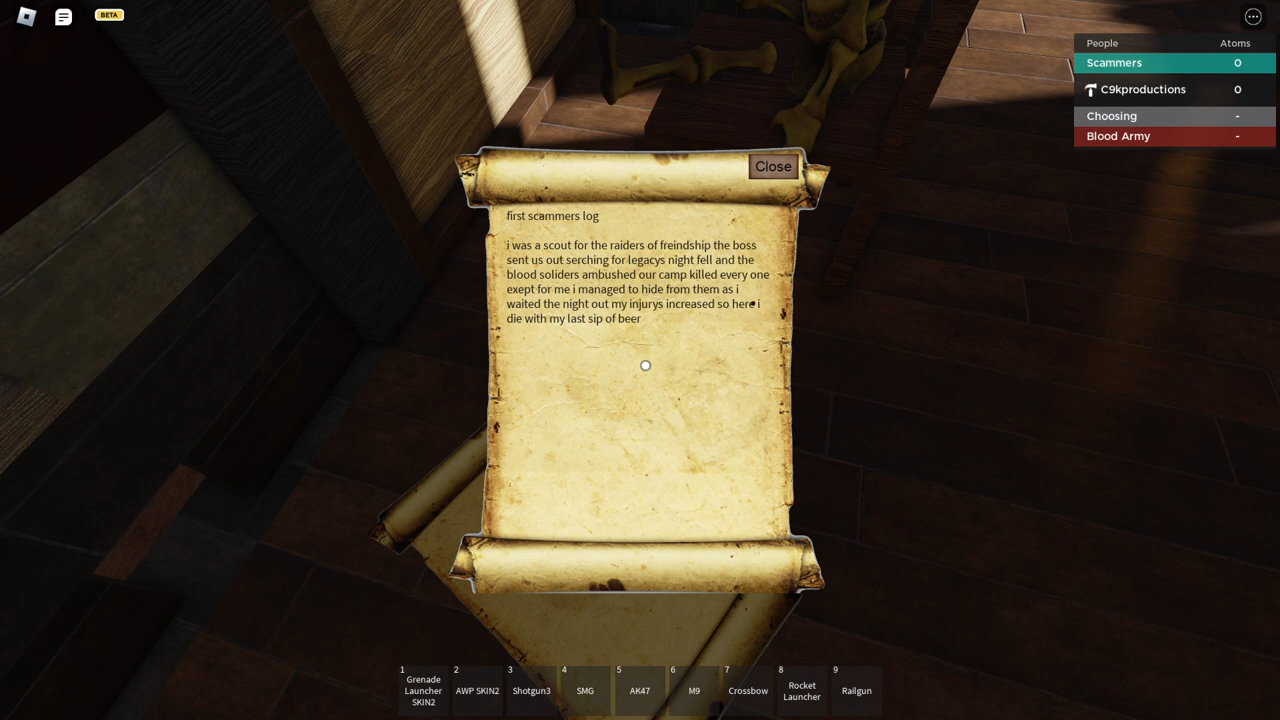 BETA
People Atoms
Scammers 0
C9kproductions 0
Choosing -
Blood Army -
Close
first scammers log
i was a scout for the raiders of freindship the boss
sent us out serching for legacys night fell and the
blood soliders ambushed our camp killed every one
exept for me i managed to hide from them as i
waited the night out my injurys increased so here i
die with my last sip of beer
1 2 3 4 5 6 7 8 9
Grenade Launcher SKIN2
AWP SKIN2
Shotgun3
SMG
AK47
M9
Crossbow
Rocket Launcher
Railgun